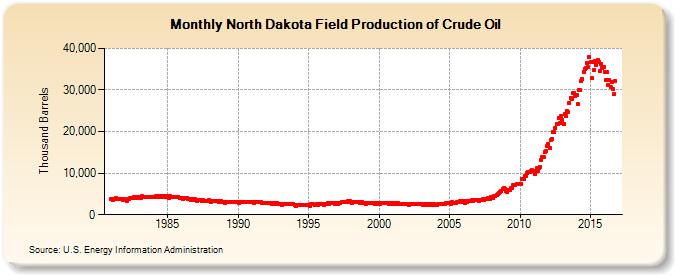 Monthly North Dakota Field Production of Crude Oil
Thousand Barrels
40,000
30,000
20,000
10,000
0
1985 1990 1995 2000 2005 2010 2015
Source: U.S. Energy Information Administration